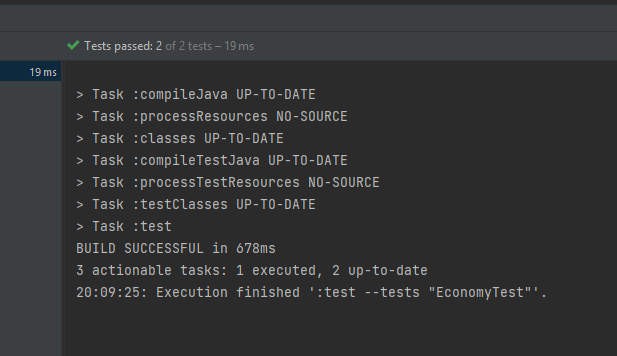 Tests passed: 2 of 2 tests – 19 ms
19 ms
> Task :compileJava UP-TO-DATE
> Task :processResources NO-SOURCE
> Task :classes UP-TO-DATE
> Task :compileTestJava UP-TO-DATE
> Task :processTestResources NO-SOURCE
> Task :testClasses UP-TO-DATE
> Task :test
BUILD SUCCESSFUL in 678ms
3 actionable tasks: 1 executed, 2 up-to-date
20:09:25: Execution finished ':test --tests "EconomyTest"'.